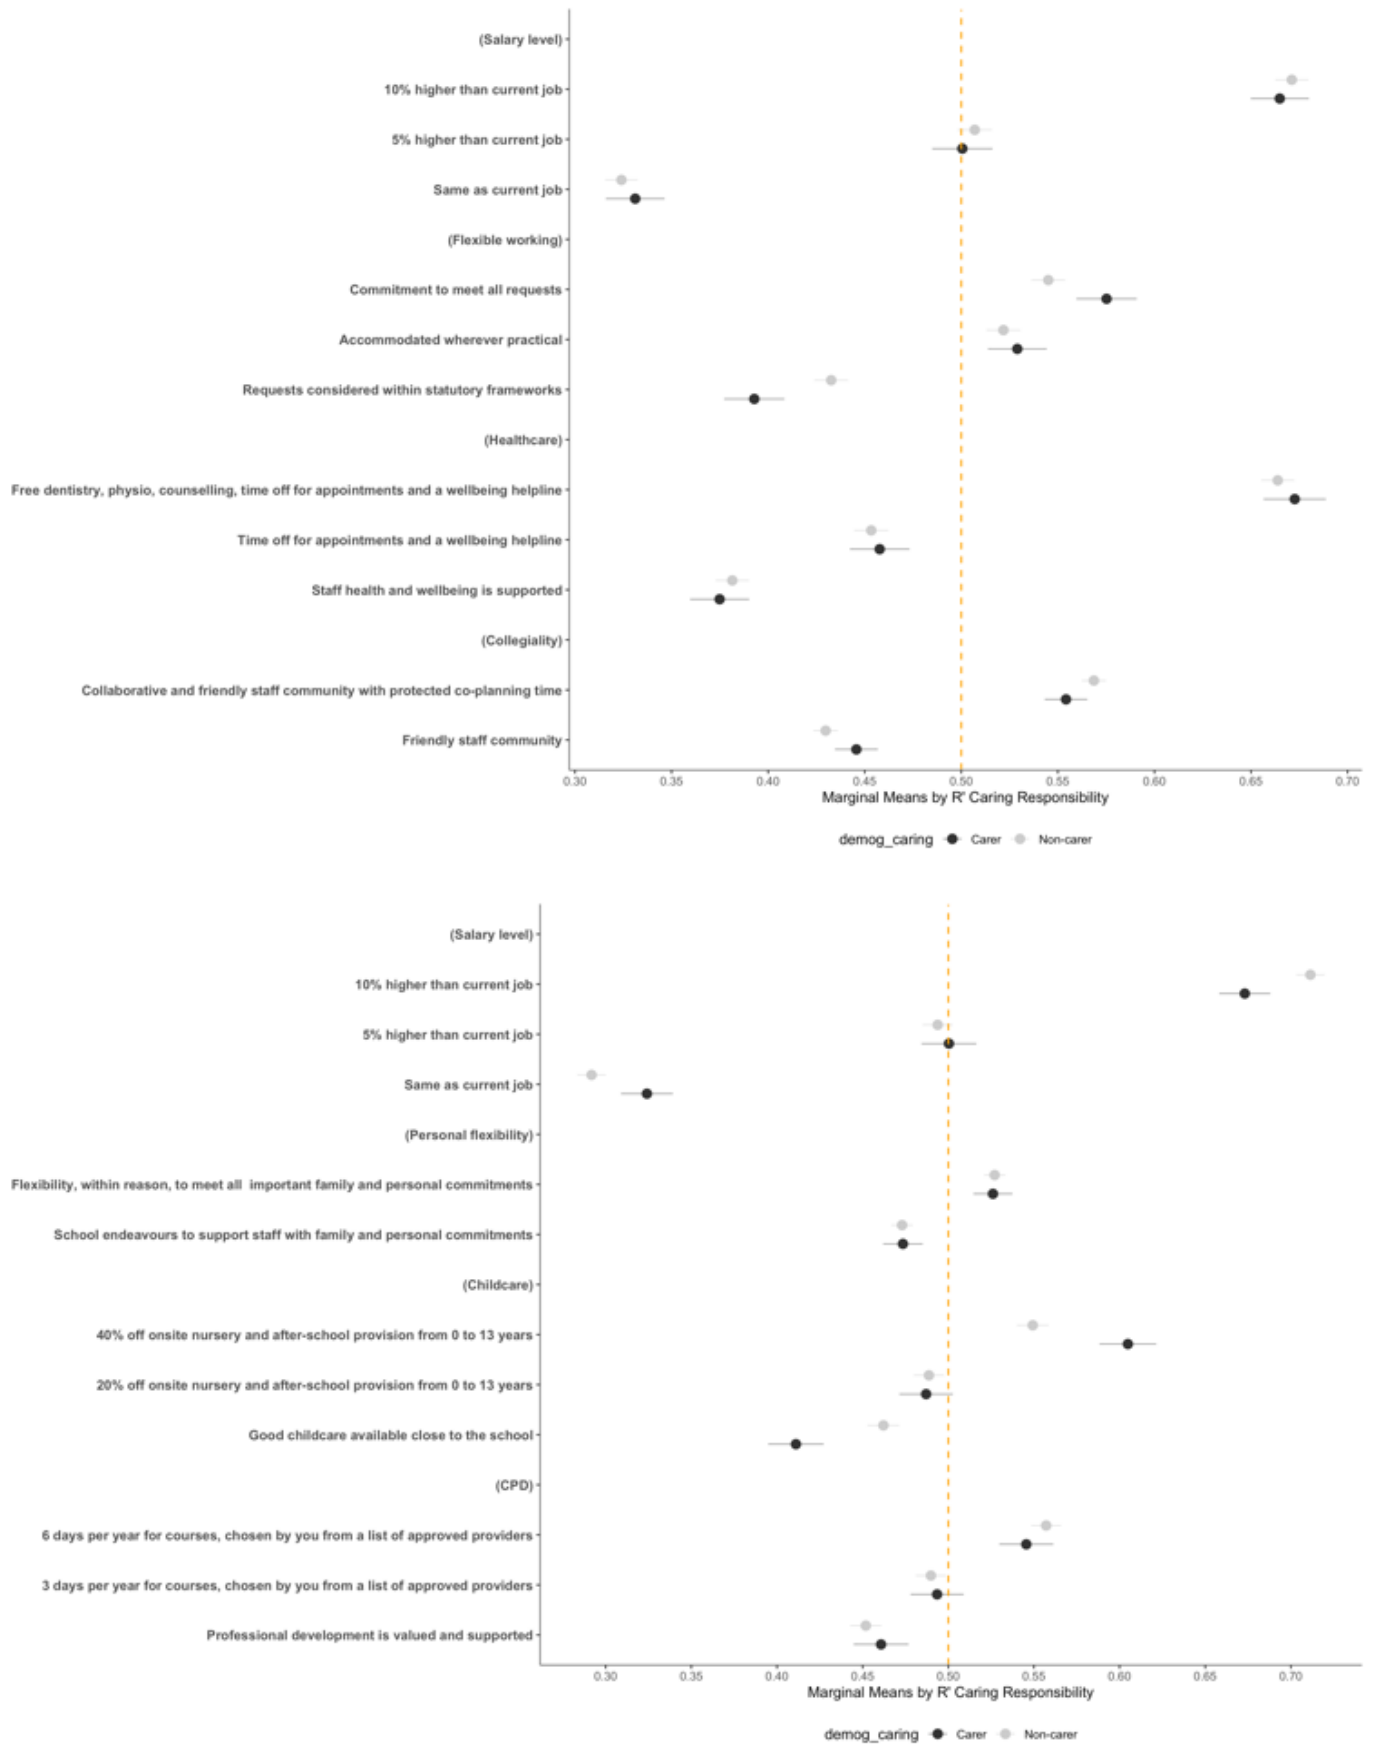 (Salary level)
10% higher than current job
5% higher than current job
Same as current job
(Flexible working)
Commitment to meet all requests
Accommodated wherever practical
Requests considered within statutory frameworks
(Healthcare)
Free dentistry, physio, counselling, time off for appointments and a wellbeing helpline
Time off for appointments and a wellbeing helpline
Staff health and wellbeing is supported
(Collegiality)
Collaborative and friendly staff community with protected co-planning time
Friendly staff community
0.30 0.35 0.40 0.45 0.50 0.55 0.60 0.65 0.70
Marginal Means by R' Caring Responsibility
demog_caring Carer Non-carer
(Salary level)
10% higher than current job
5% higher than current job
Same as current job
(Personal flexibility)
Flexibility, within reason, to meet all important family and personal commitments
School endeavours to support staff with family and personal commitments
(Childcare)
40% off onsite nursery and after-school provision from 0 to 13 years
20% off onsite nursery and after-school provision from 0 to 13 years
Good childcare available close to the school
(CPD)
6 days per year for courses, chosen by you from a list of approved providers
3 days per year for courses, chosen by you from a list of approved providers
Professional development is valued and supported
0.30 0.35 0.40 0.45 0.50 0.55 0.60 0.65 0.70
Marginal Means by R' Caring Responsibility
demog_caring Carer Non-carer